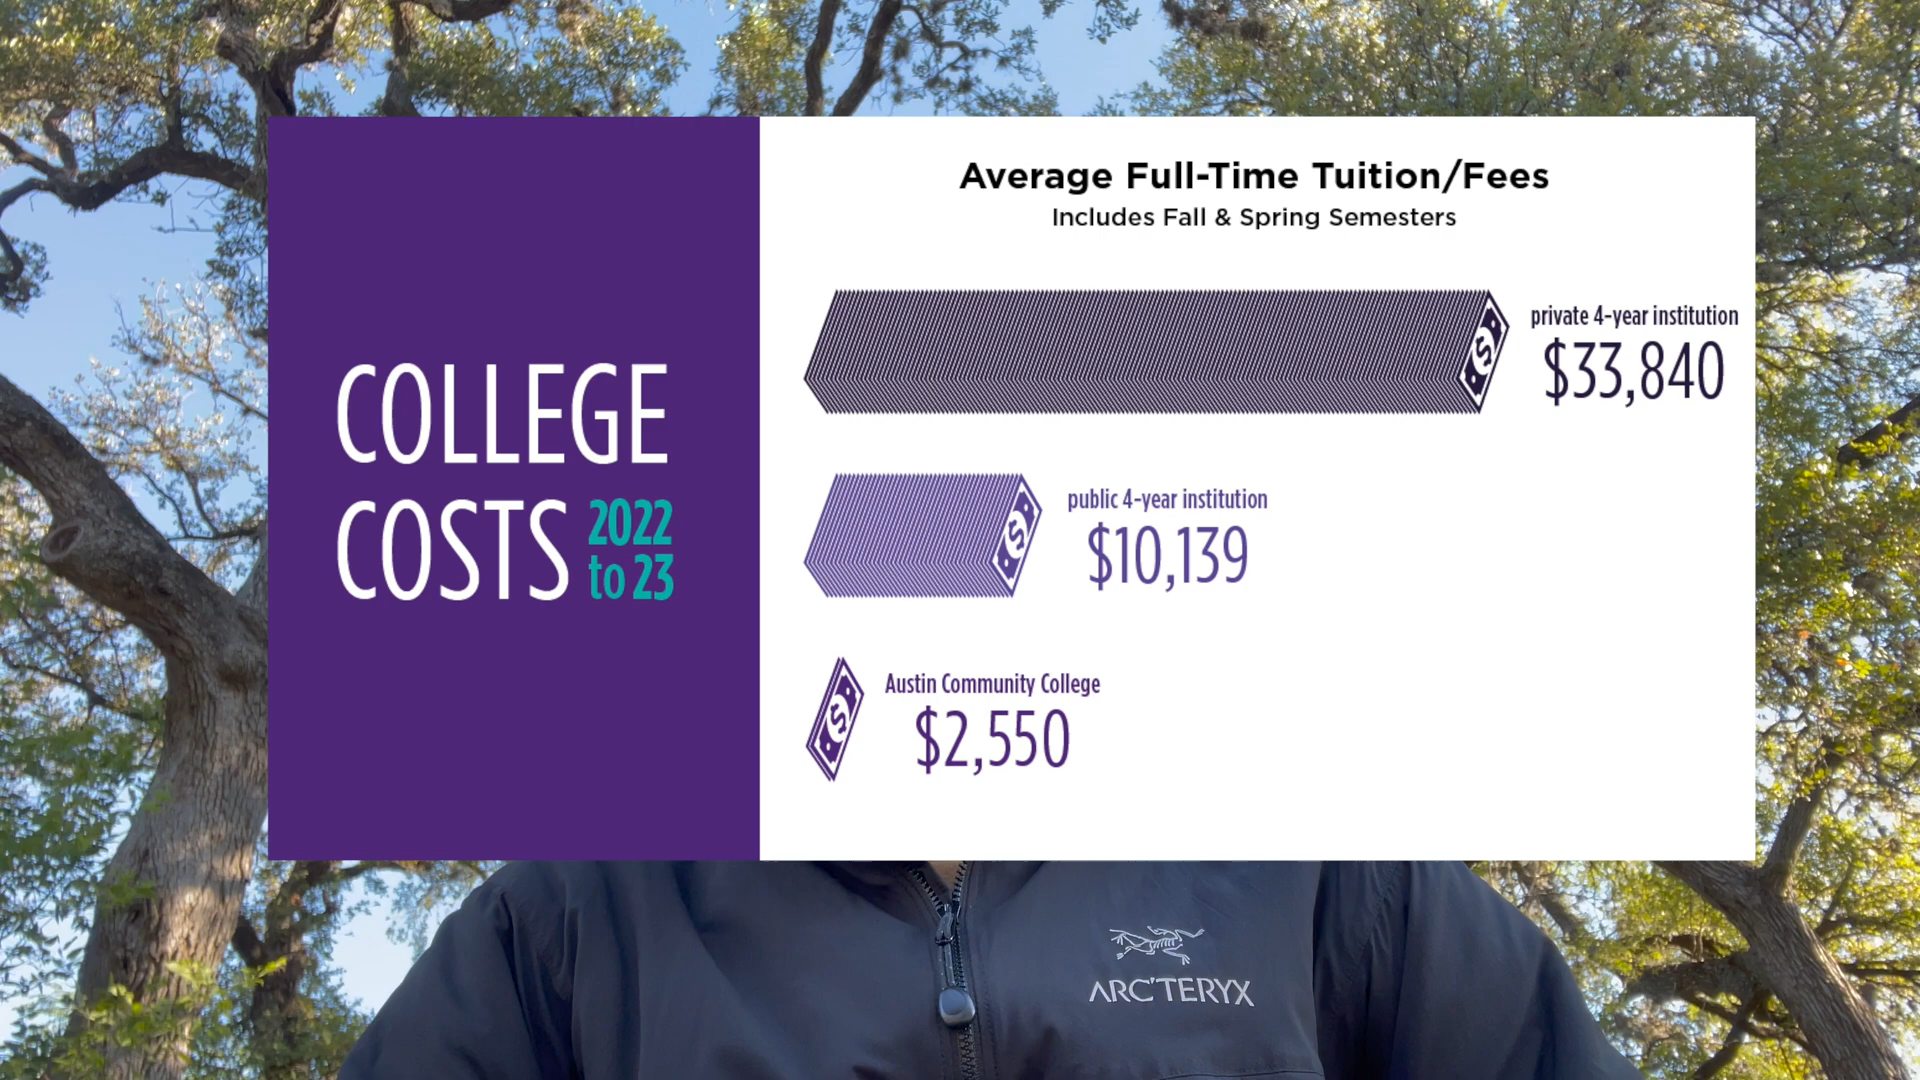 COLLEGE
COSTS 2022
to 23
Average Full-Time Tuition/Fees
Includes Fall & Spring Semesters
private 4-year institution
$33,840
public 4-year institution
$10,139
Austin Community College
$2,550
ARC'TERYX